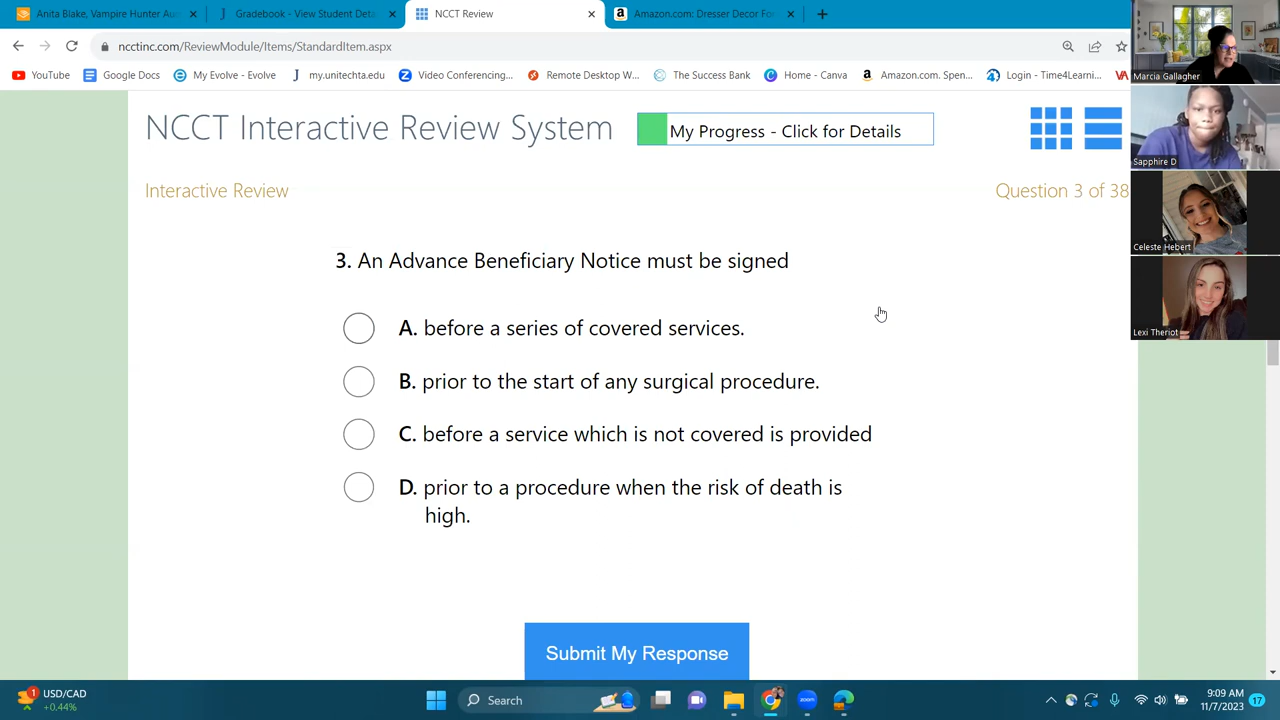 Anita Blake, Vampire Hunter Aud
Gradebook - View Student Deta
NCCT Review
Amazon.com: Dresser Decor For
ncctinc.com/ReviewModule/Items/StandardItem.aspx
YouTube
Google Docs
My Evolve - Evolve
my.unitechta.edu
Video Conferencing...
Remote Desktop W...
The Success Bank
Home - Canva
Amazon.com. Spen...
Login - Time4Learni...
VA
Marcia Gallagher
NCCT Interactive Review System
My Progress - Click for Details
Sapphire D
Interactive Review
Question 3 of 38
Celeste Hebert
3. An Advance Beneficiary Notice must be signed
A. before a series of covered services.
Lexi Theriot
B. prior to the start of any surgical procedure.
C. before a service which is not covered is provided
D. prior to a procedure when the risk of death is
high.
Submit My Response
1
USD/CAD
+0.44%
Search
9:09 AM
11/7/2023
17